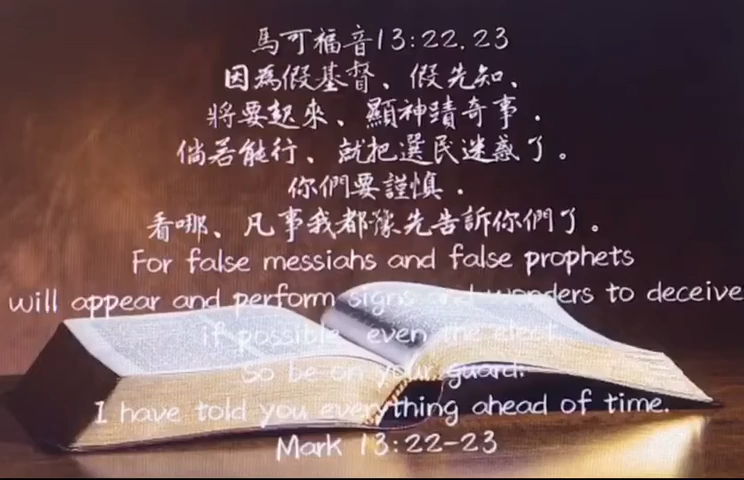 馬可福音13:22.23
因為假基督、假先知、
將要起來、顯神蹟奇事．
倘若能行、就把選民迷惑了。
你們要謹慎．
看哪、凡事我都豫先告訴你們了。
For false messiahs and false prophets
will appear and perform signs and wonders to deceive
if possible, even the elect.
So be on your guard;
I have told you everything ahead of time.
Mark 13:22-23